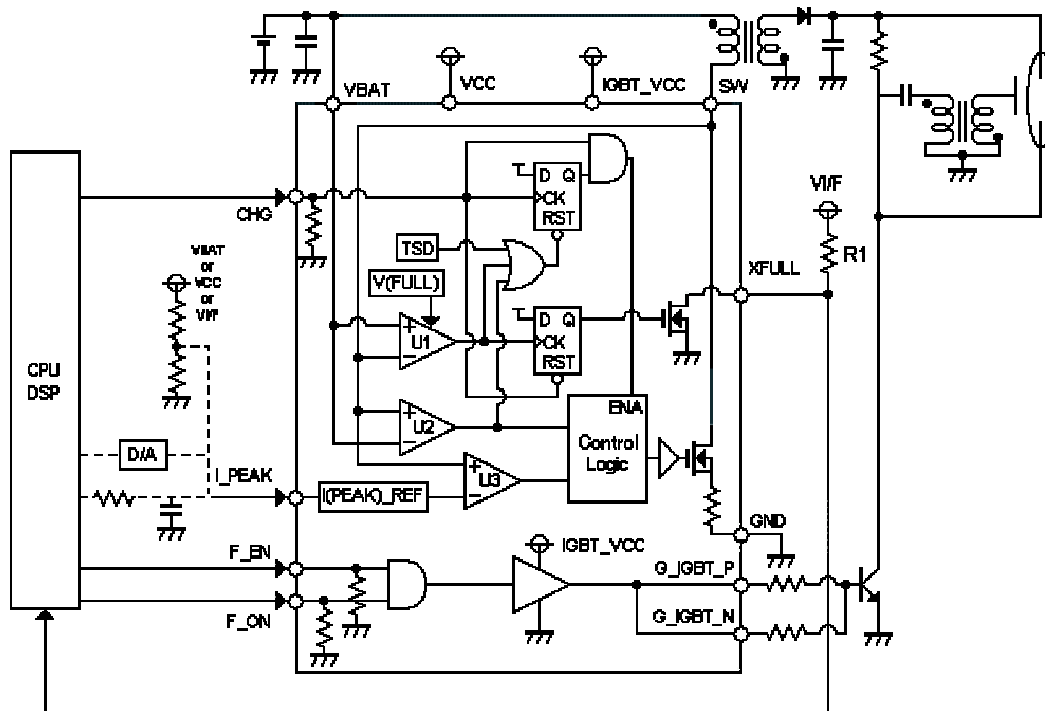 VBAT
VCC
IGBT_VCC
SW
CHG
D Q
CK
RST
TSD
V(FULL)
VI/F
R1
XFULL
VBAT
or
VCC
or
VI/F
+
U1
−
D Q
CK
RST
CPU
DSP
+
U2
−
ENA
Control
Logic
D/A
+
U3
−
I_PEAK
I(PEAK)_REF
GND
F_EN
IGBT_VCC
G_IGBT_P
F_ON
G_IGBT_N